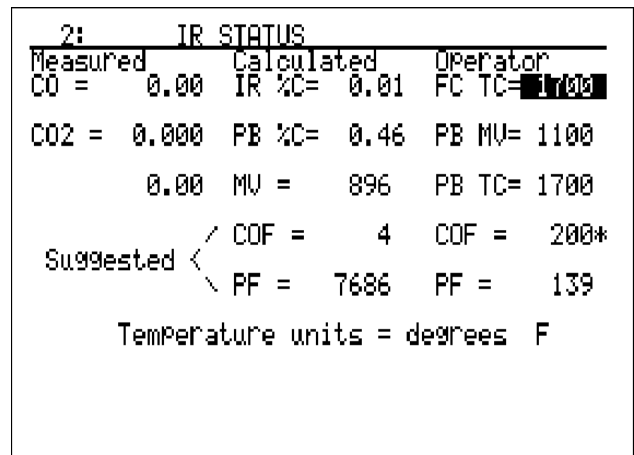 2: IR STATUS
Measured Calculated Operator
CO = 0.00 IR %C= 0.01 FC TC= 1700
CO2 = 0.000 PB %C= 0.46 PB MV= 1100
0.00 MV = 896 PB TC= 1700
COF = 4 COF = 200*
Suggested <
PF = 7686 PF = 139
Temperature units = degrees F